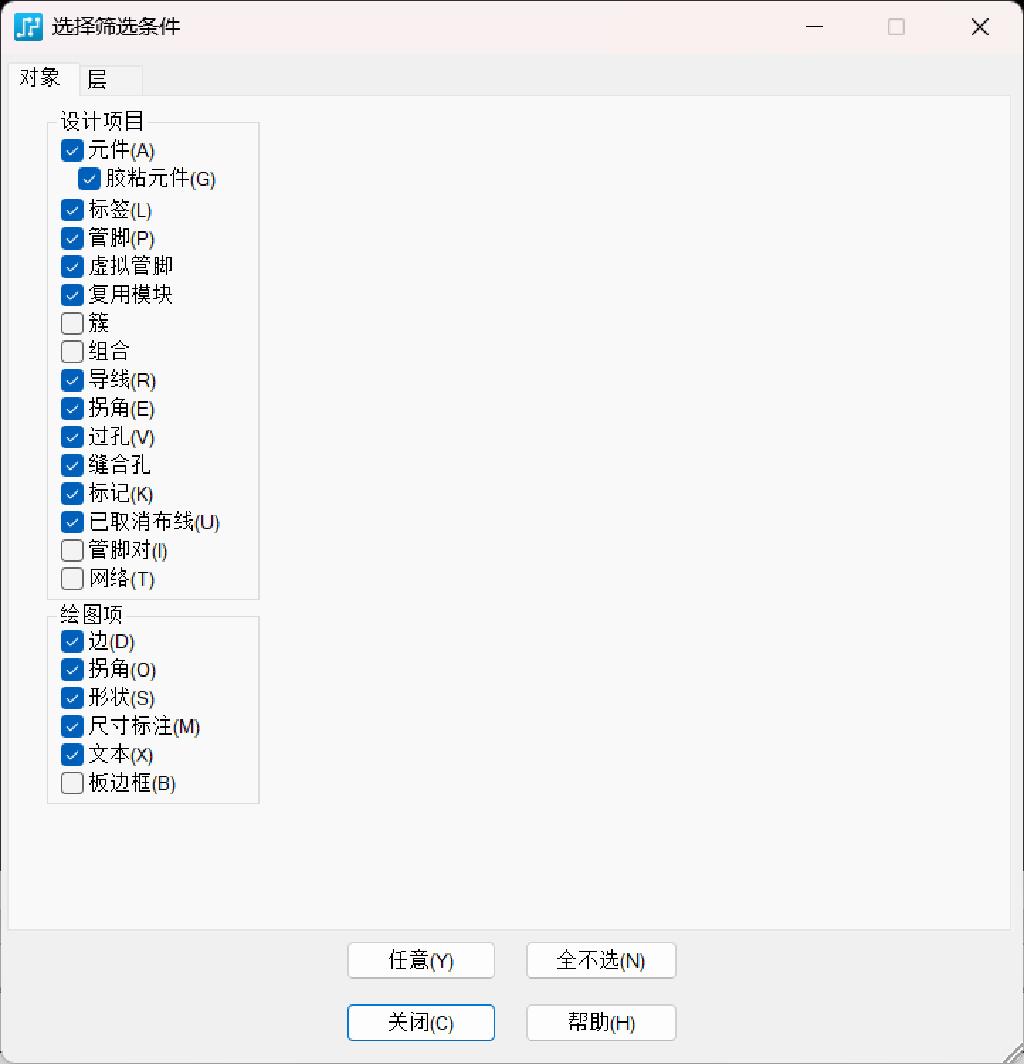 选择筛选条件
对象
层
设计项目
元件(A)
胶粘元件(G)
标签(L)
管脚(P)
虚拟管脚
复用模块
簇
组合
导线(R)
拐角(E)
过孔(V)
缝合孔
标记(K)
已取消布线(U)
管脚对(I)
网络(T)
绘图项
边(D)
拐角(O)
形状(S)
尺寸标注(M)
文本(X)
板边框(B)
任意(Y)
全不选(N)
关闭(C)
帮助(H)